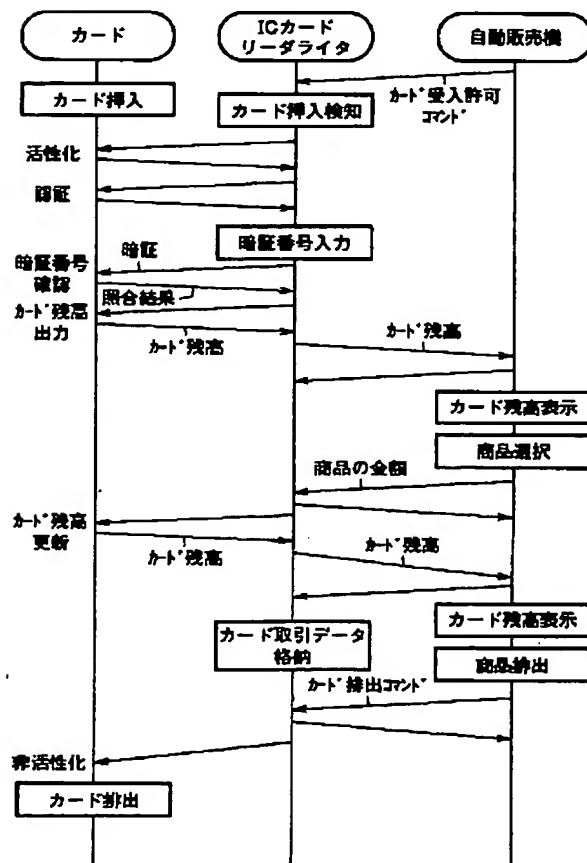 カード
ICカード
リーダライタ
自動販売機
カード挿入
カード挿入検知
ｶｰﾄﾞ受入許可
ｺﾏﾝﾄﾞ
活性化
認証
暗証番号入力
暗証
暗証番号
確認
照合結果
ｶｰﾄﾞ残高
出力
ｶｰﾄﾞ残高
ｶｰﾄﾞ残高
カード残高表示
商品選択
商品の金額
ｶｰﾄﾞ残高
更新
ｶｰﾄﾞ残高
ｶｰﾄﾞ残高
カード残高表示
カード取引データ
格納
商品排出
ｶｰﾄﾞ排出ｺﾏﾝﾄﾞ
非活性化
カード排出